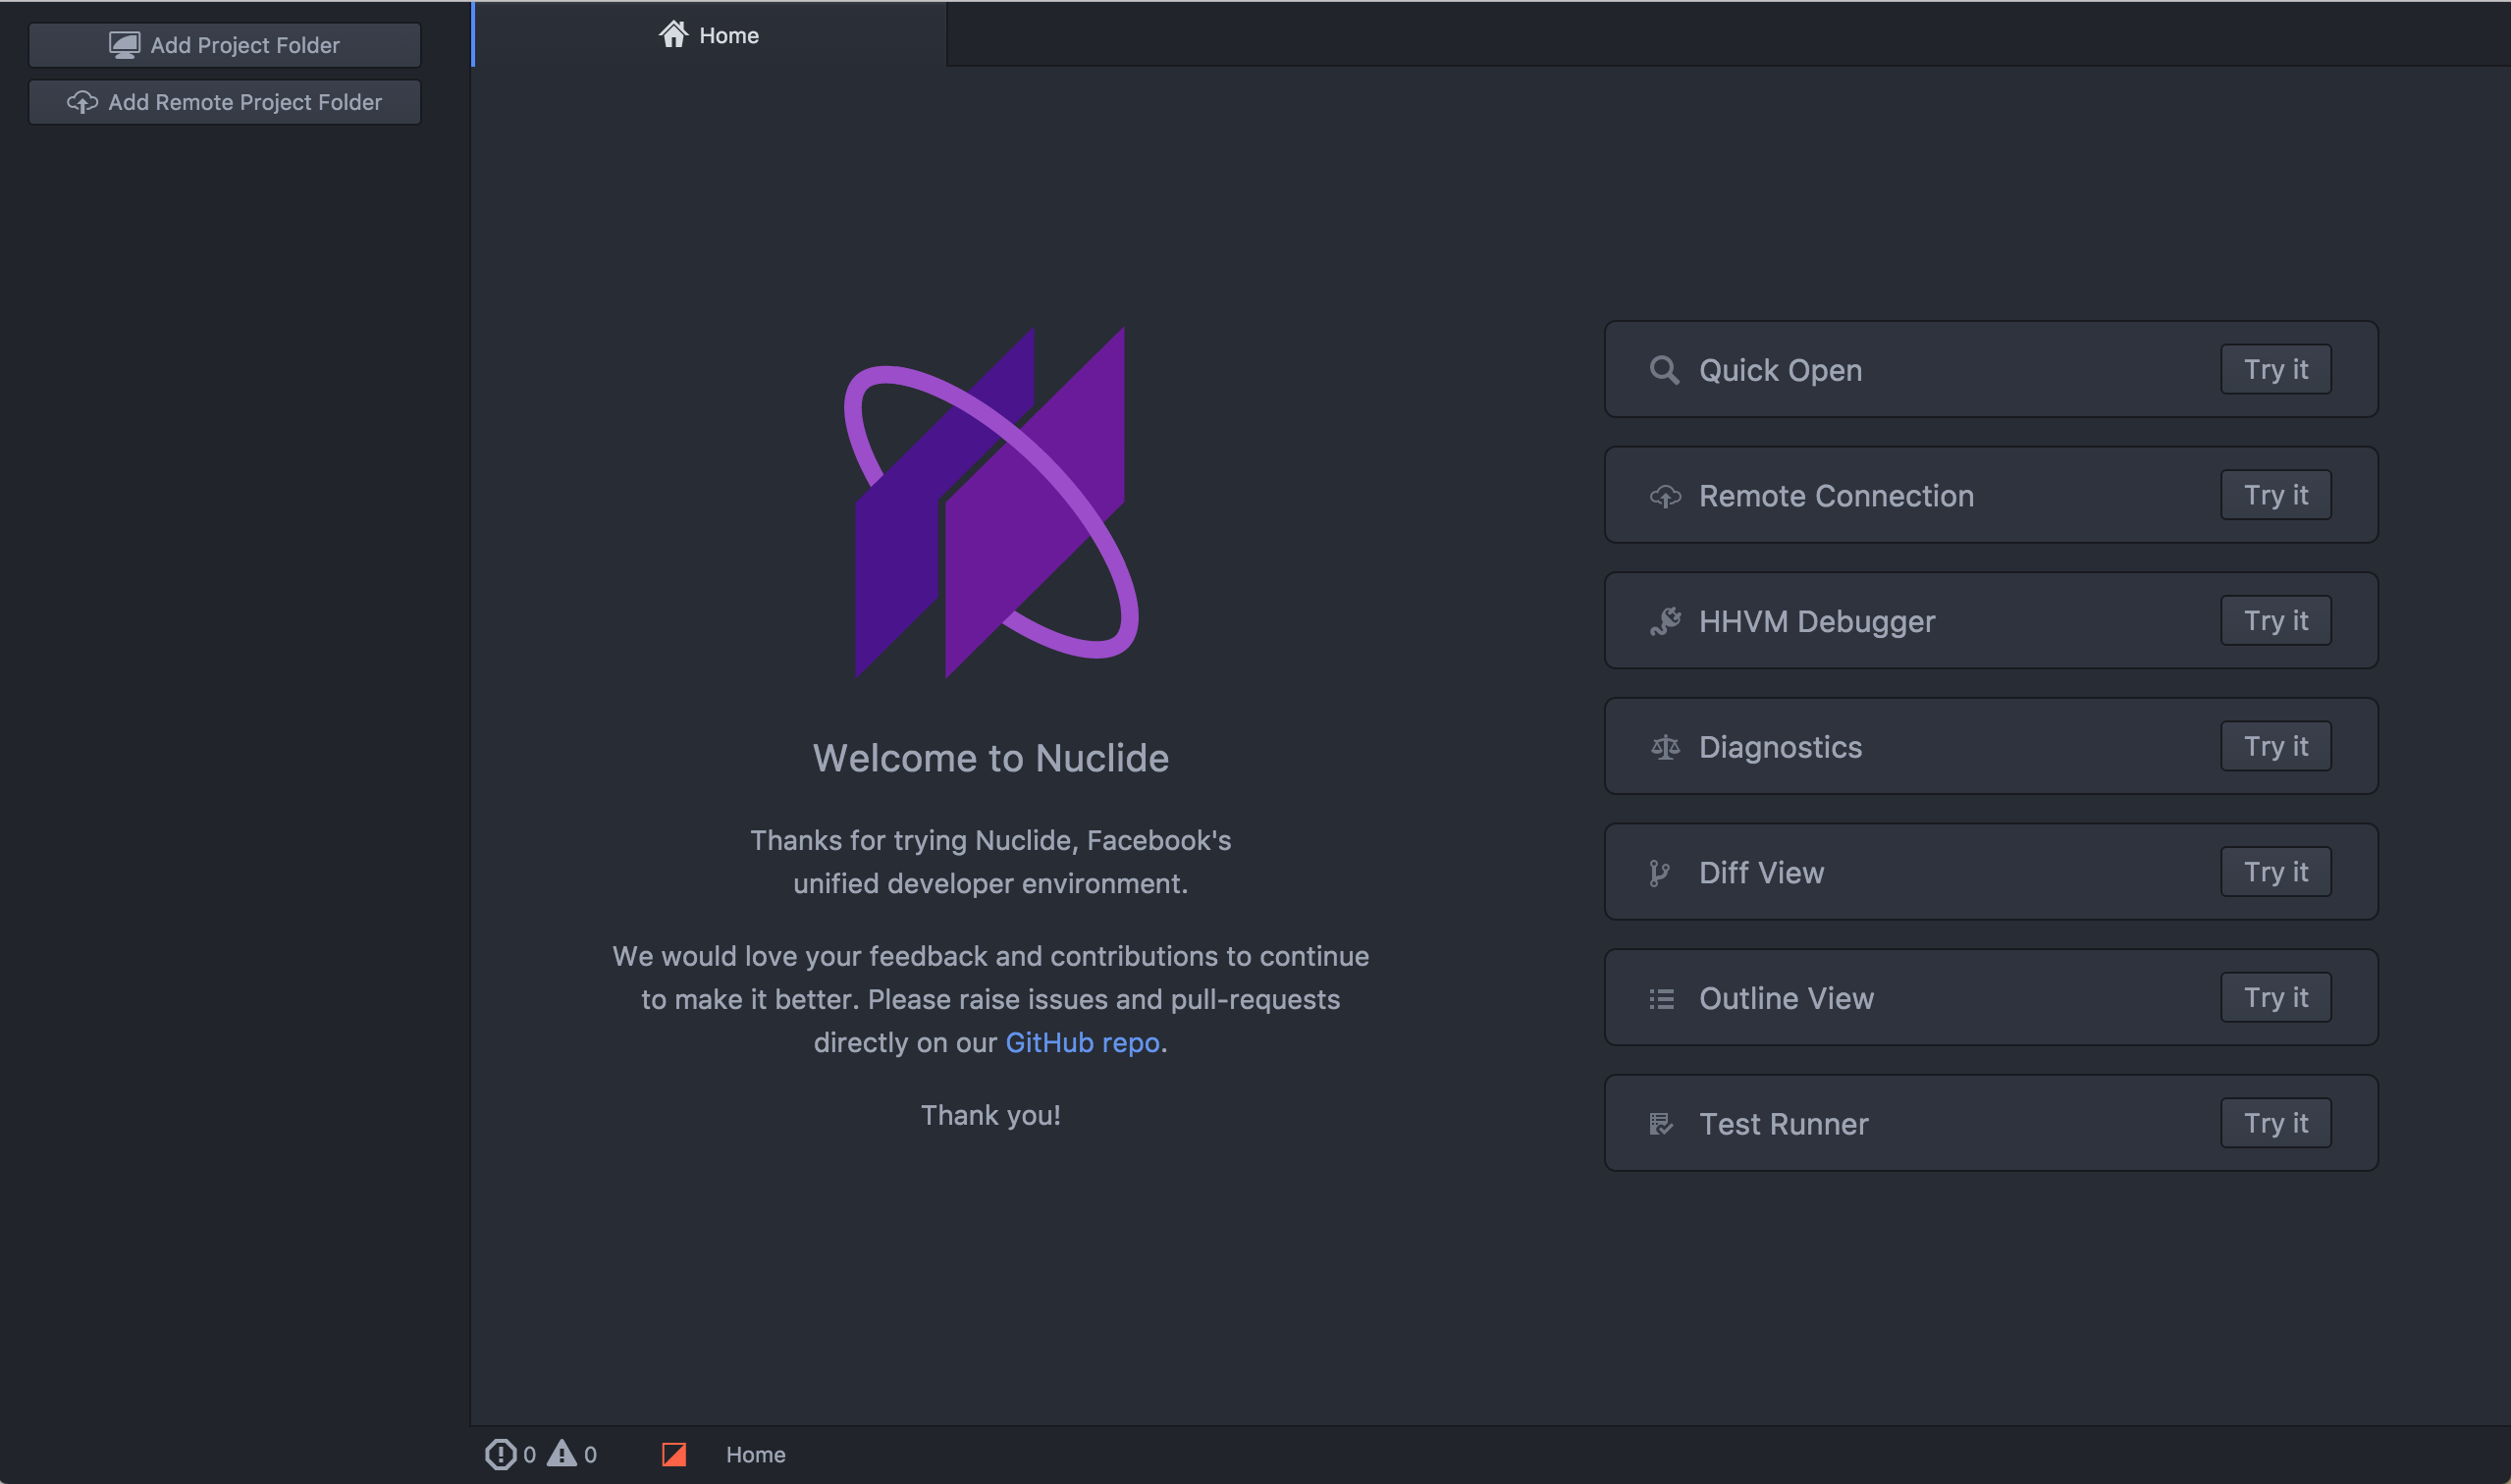 Add Project Folder
Add Remote Project Folder
Home
Welcome to Nuclide
Thanks for trying Nuclide, Facebook's
unified developer environment.
We would love your feedback and contributions to continue
to make it better. Please raise issues and pull-requests
directly on our GitHub repo.
Thank you!
Quick Open Try it
Remote Connection Try it
HHVM Debugger Try it
Diagnostics Try it
Diff View Try it
Outline View Try it
Test Runner Try it
0 0 Home